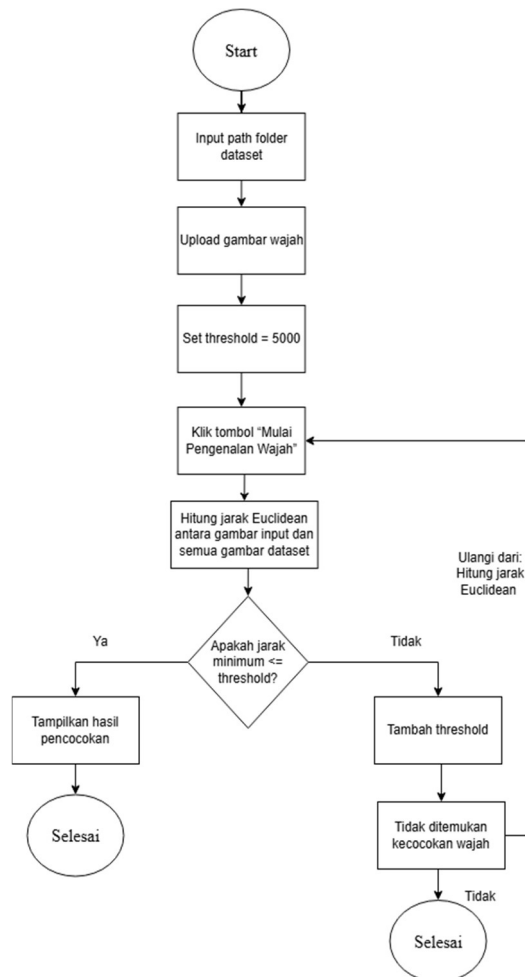 Start
Input path folder
dataset
Upload gambar wajah
Set threshold = 5000
Klik tombol “Mulai
Pengenalan Wajah”
Hitung jarak Euclidean
antara gambar input dan
semua gambar dataset
Ulangi dari:
Hitung jarak
Euclidean
Apakah jarak
minimum <=
threshold?
Ya
Tidak
Tampilkan hasil
pencocokan
Selesai
Tambah threshold
Tidak ditemukan
kecocokan wajah
Tidak
Selesai